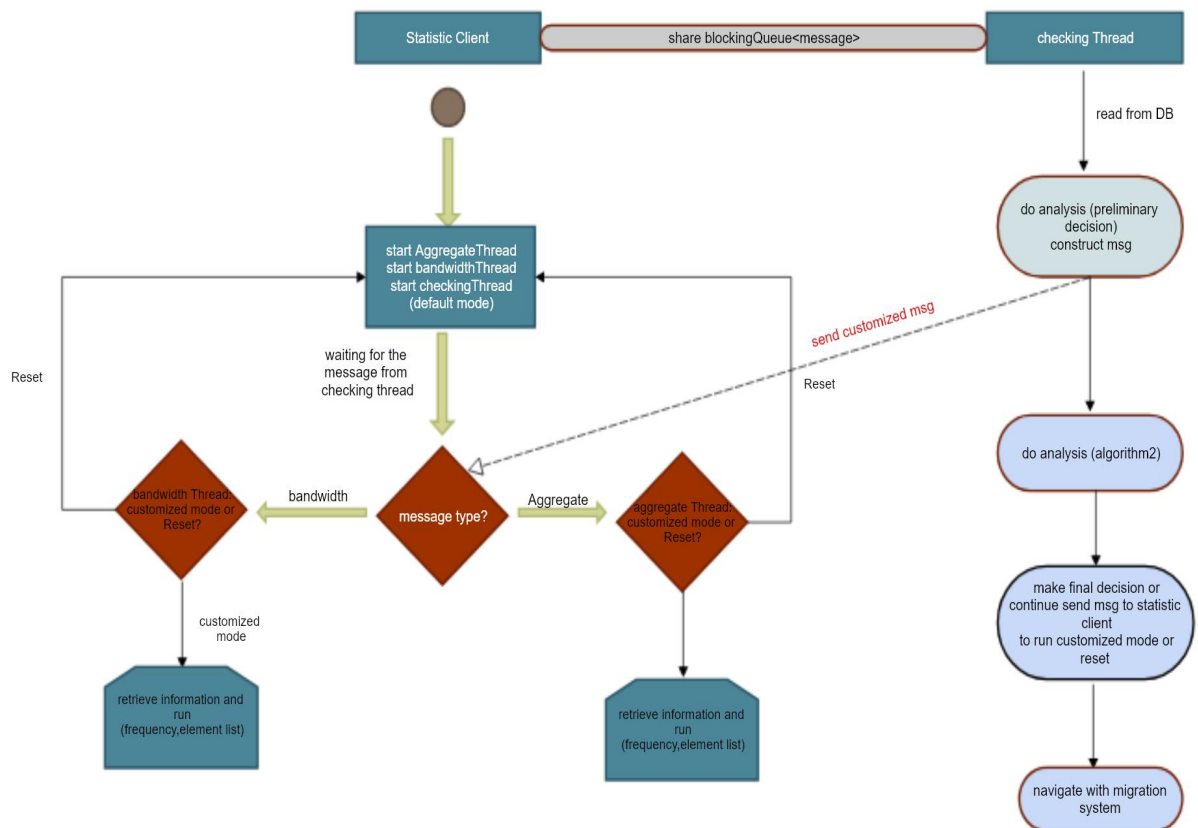 Statistic Client
share blockingQueue<message>
checking Thread
read from DB
do analysis (preliminary
decision)
construct msg
start AggregateThread
start bandwidthThread
start checkingThread
(default mode)
send customized msg
waiting for the
message from
checking thread
Reset
Reset
do analysis (algorithm2)
bandwidth Thread:
customized mode or
Reset?
bandwidth
message type?
Aggregate
aggregate Thread:
customized mode or
Reset?
make final decision or
continue send msg to statistic
client
to run customized mode or
reset
customized
mode
retrieve information and
run
(frequency,element list)
retrieve information and
run
(frequency,element list)
navigate with migration
system